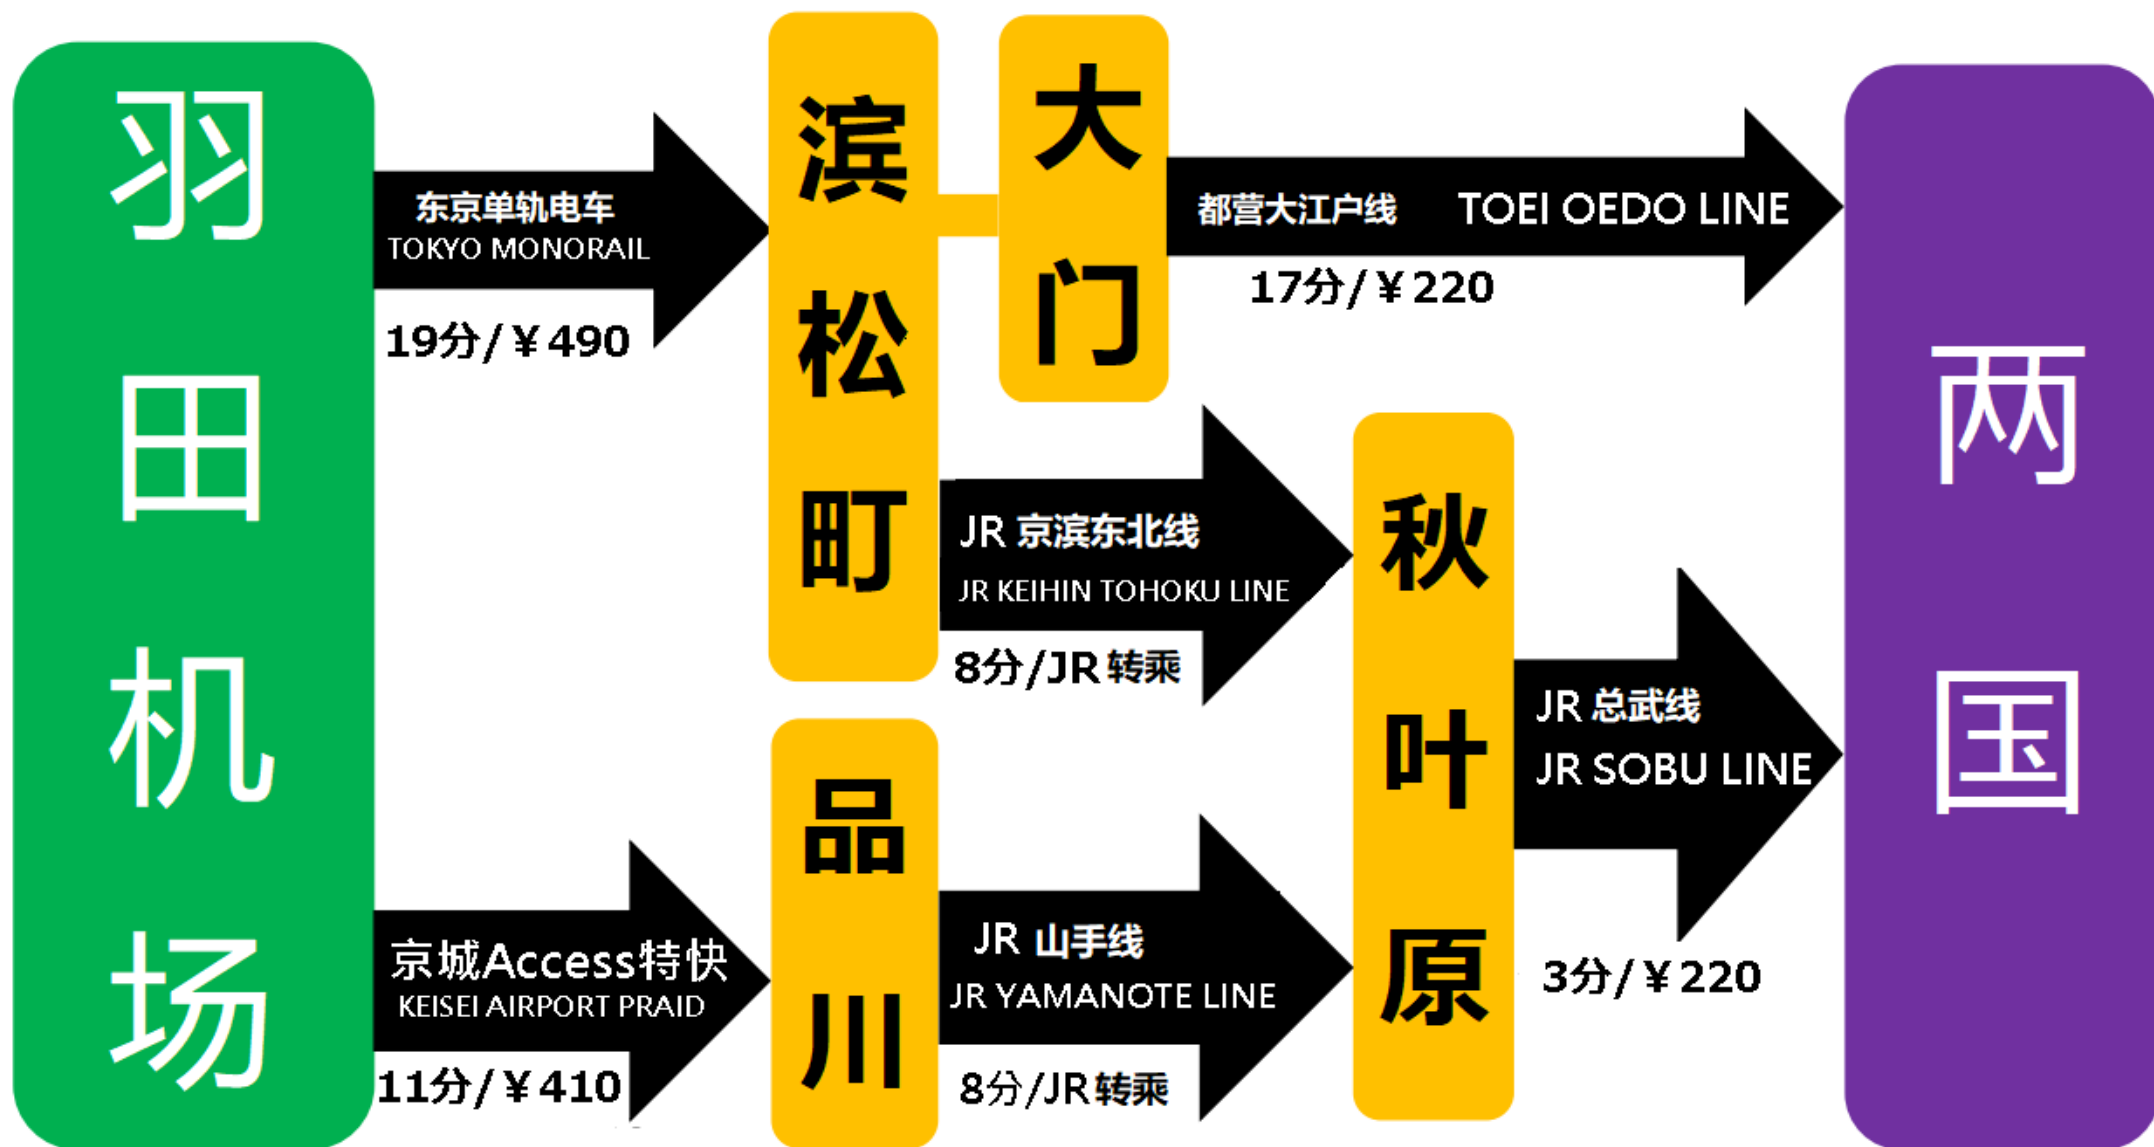 羽田机场
东京单轨电车
TOKYO MONORAIL
19分/¥490
滨松町
大门
都营大江户线 TOEI OEDO LINE
17分/¥220
JR 京滨东北线
JR KEIHIN TOHOKU LINE
8分/JR 转乘
京城Access特快
KEISEI AIRPORT PRAID
11分/¥410
品川
JR 山手线
JR YAMANOTE LINE
8分/JR 转乘
秋叶原
JR 总武线
JR SOBU LINE
3分/¥220
两国